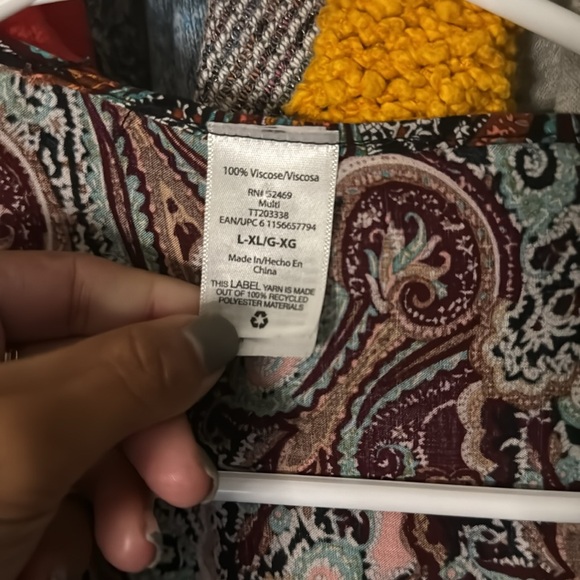 100% Viscose/Viscosa
RN# 52469
Multi
TT203338
EAN/UPC 6 1156657794
L-XL/G-XG
Made In/Hecho En
China
THIS LABEL YARN IS MADE
OUT OF 100% RECYCLED
POLYESTER MATERIALS